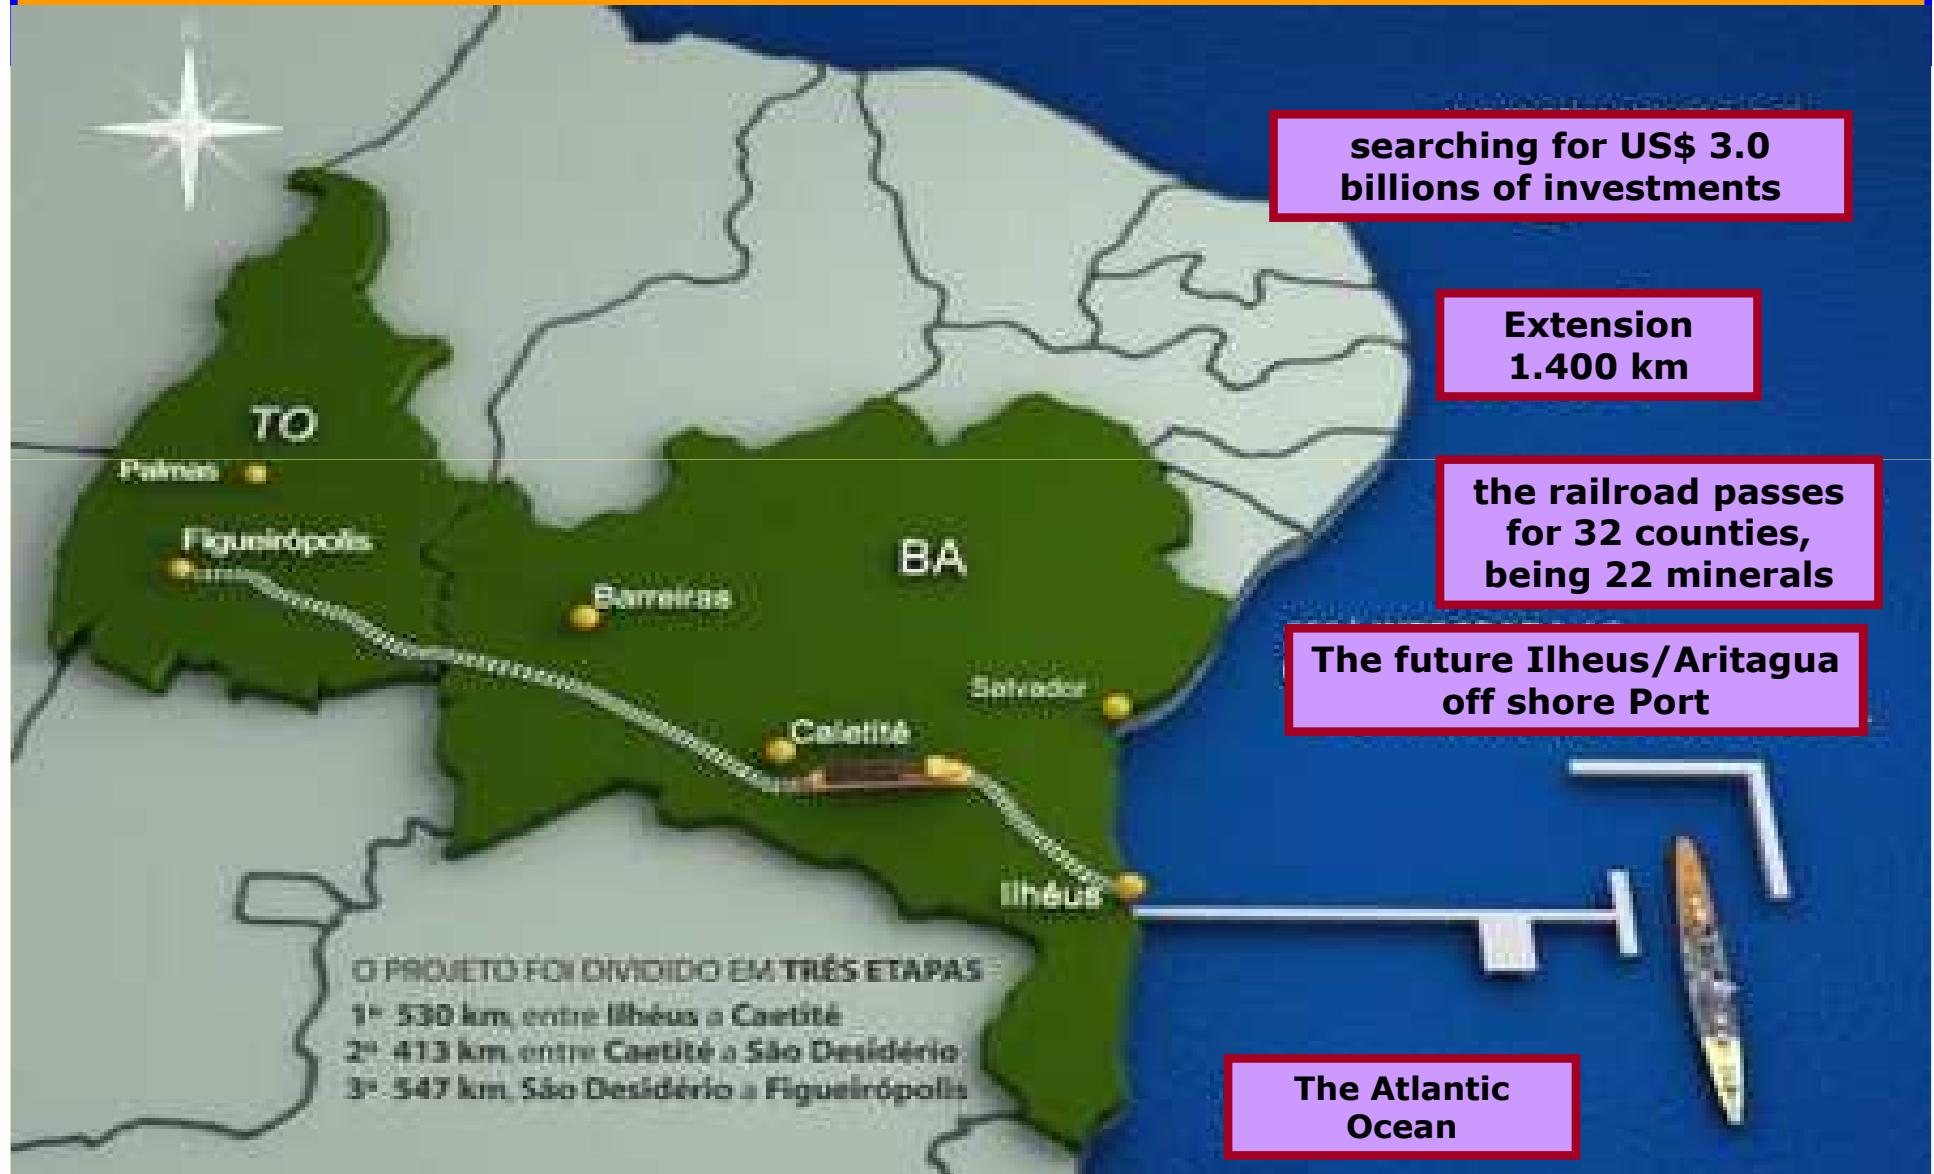 searching for US$ 3.0
billions of investments
Extension
1.400 km
TO
Palmas
Figueirópolis
BA
Barreiras
the railroad passes
for 32 counties,
being 22 minerals
The future Ilheus/Aritagua
off shore Port
Salvador
Caietité
Ilhéus
O PROJETO FOI DIVIDIDO EM TRÊS ETAPAS
1ª 530 km, entre Ilhéus a Caetité
2ª 413 km, entre Caetité a São Desidério
3ª 547 km, São Desidério a Figueirópolis
The Atlantic
Ocean